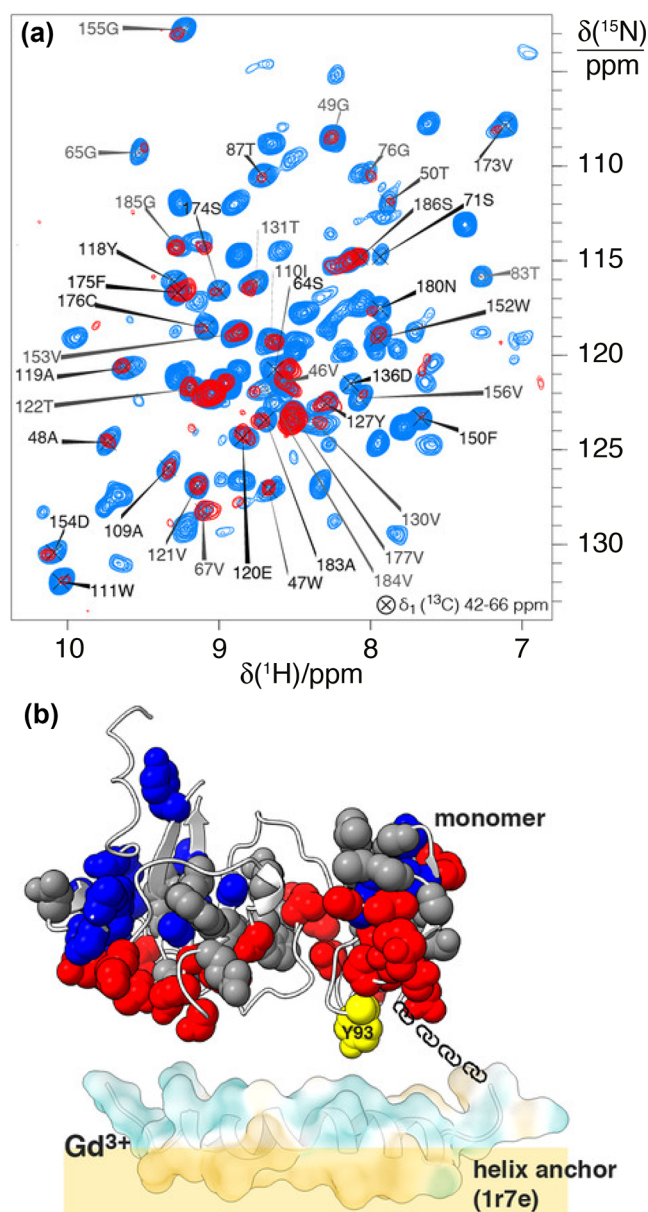 (a)
δ(¹⁵N)
ppm
155G
49G
65G
87T
76G
173V
110
50T
71S
185G
174S
131T
186S
118Y
110I
115
175F
64S
83T
176C
180N
152W
153V
46V
120
119A
136D
156V
122T
127Y
150F
48A
125
130V
109A
154D
121V
183A
177V
67V
120E
47W
184V
130
111W
⊗ δ₁ (¹³C) 42-66 ppm
10 9 8 7
δ(¹H)/ppm
(b)
monomer
Y93
Gd³⁺
helix anchor
(1r7e)